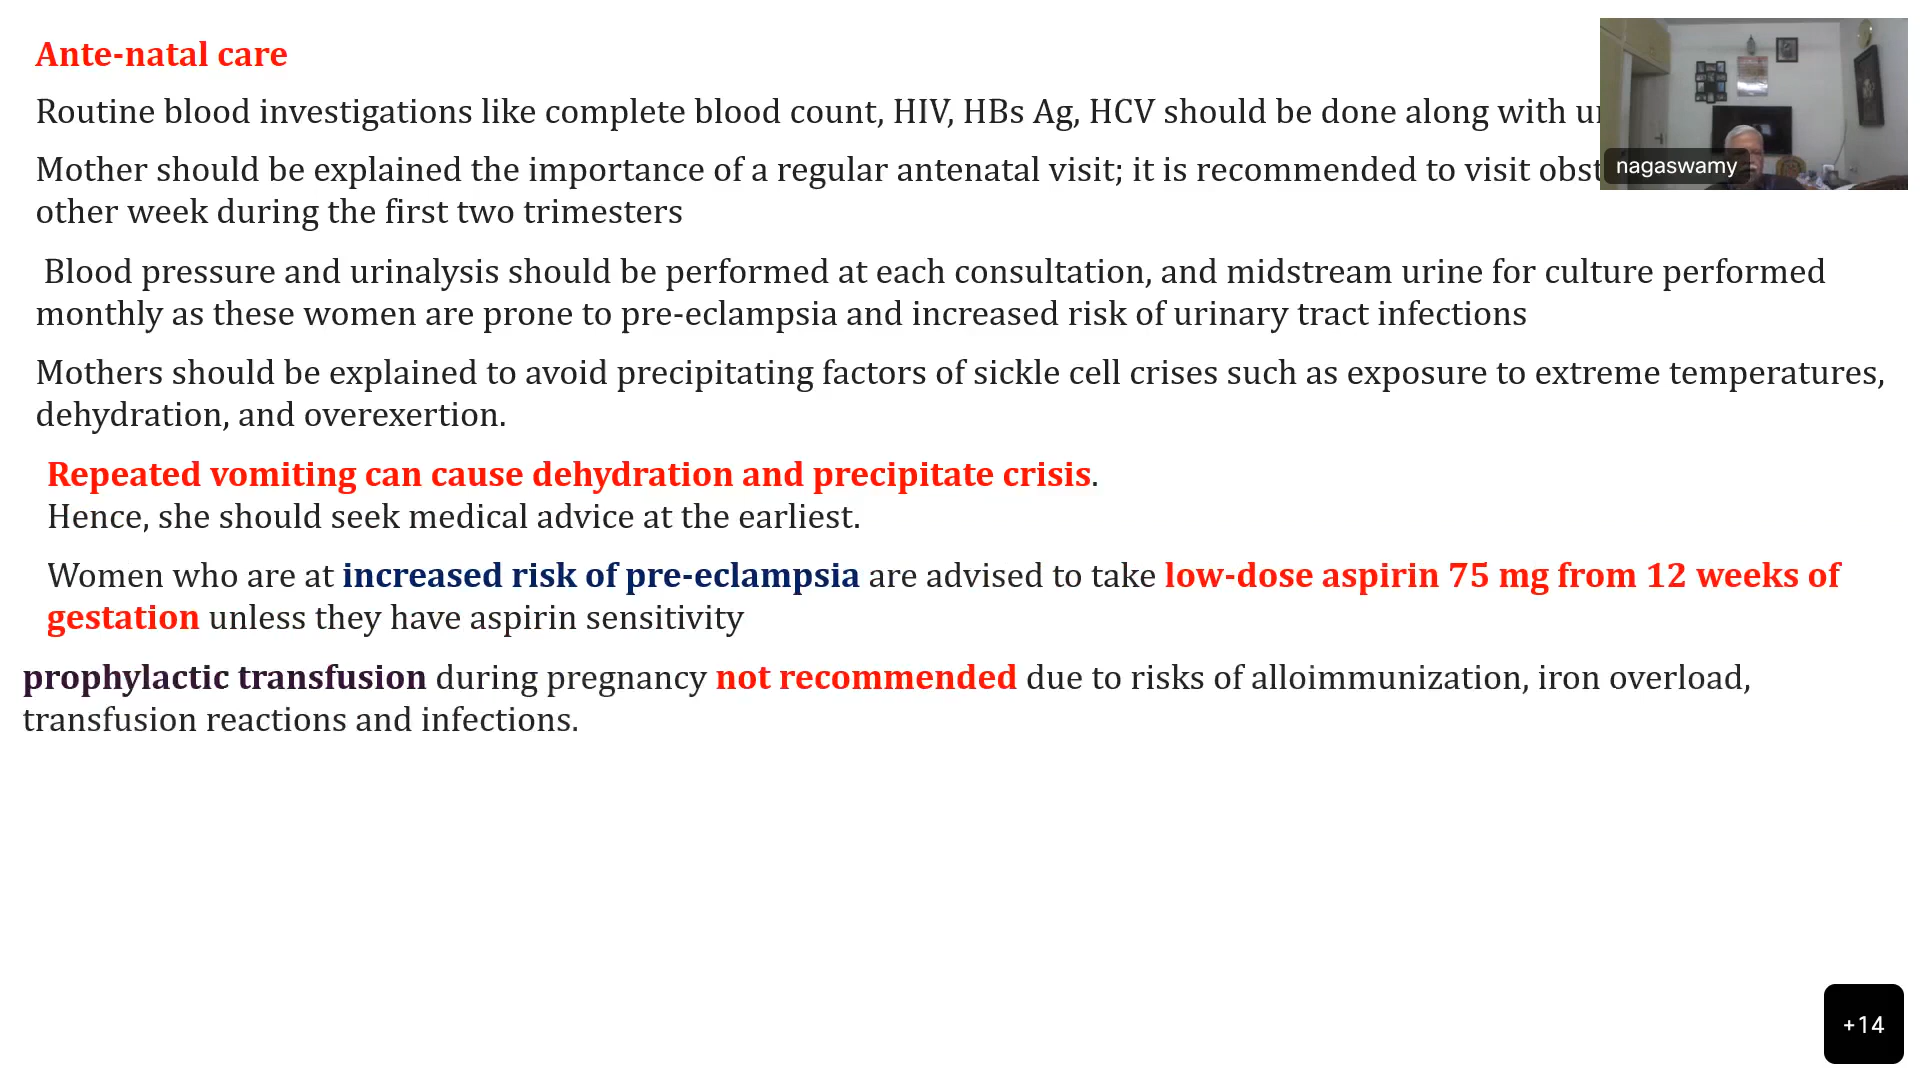 Ante-natal care
Routine blood investigations like complete blood count, HIV, HBs Ag, HCV should be done along with
Mother should be explained the importance of a regular antenatal visit; it is recommended to visit
other week during the first two trimesters
Blood pressure and urinalysis should be performed at each consultation, and midstream urine for culture performed
monthly as these women are prone to pre-eclampsia and increased risk of urinary tract infections
Mothers should be explained to avoid precipitating factors of sickle cell crises such as exposure to extreme temperatures,
dehydration, and overexertion.
Repeated vomiting can cause dehydration and precipitate crisis.
Hence, she should seek medical advice at the earliest.
Women who are at increased risk of pre-eclampsia are advised to take low-dose aspirin 75 mg from 12 weeks of
gestation unless they have aspirin sensitivity
prophylactic transfusion during pregnancy not recommended due to risks of alloimmunization, iron overload,
transfusion reactions and infections.
nagaswamy
+14